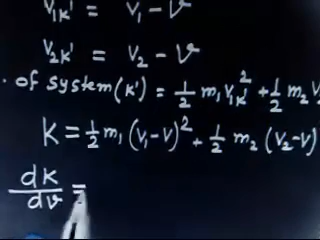 V₁ₖ' = V₁ - V
V₂ₖ' = V₂ - V
. of system (K') = 1/2 m₁ V₁ₖ'² + 1/2 m₂ V₂
K = 1/2 m₁ (V₁-V)² + 1/2 m₂ (V₂-V)
dK/dV =